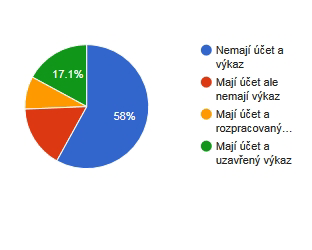 17.1%
58%
Nemají účet a
výkaz
Mají účet ale
nemají výkaz
Mají účet a
rozpracovaný…
Mají účet a
uzavřený výkaz